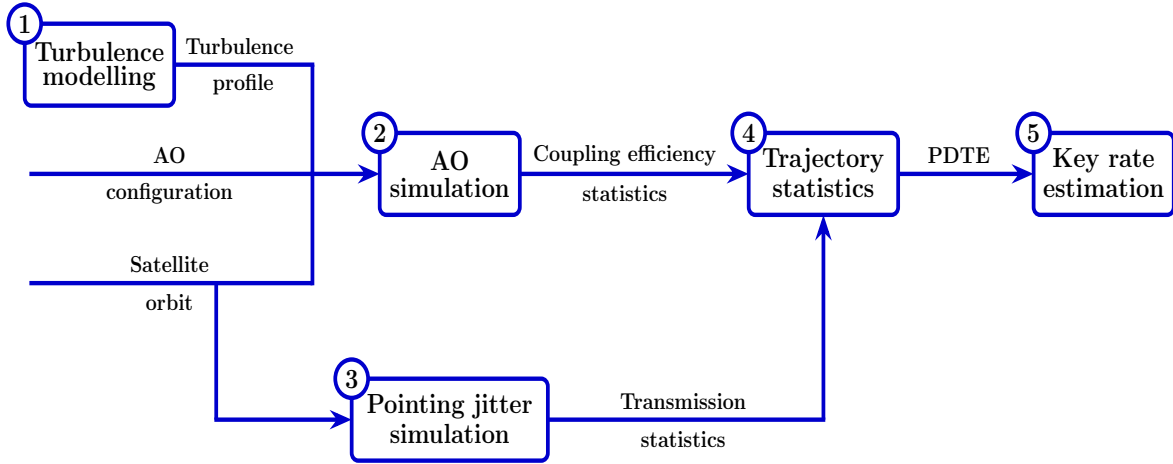 1
Turbulence
modelling
Turbulence
profile
AO
configuration
Satellite
orbit
2
AO
simulation
Coupling efficiency
statistics
3
Pointing jitter
simulation
Transmission
statistics
4
Trajectory
statistics
PDTE
5
Key rate
estimation